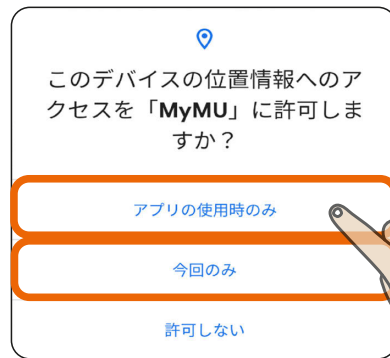 このデバイスの位置情報へのア
クセスを「MyMU」に許可しま
すか？
アプリの使用時のみ
今回のみ
許可しない